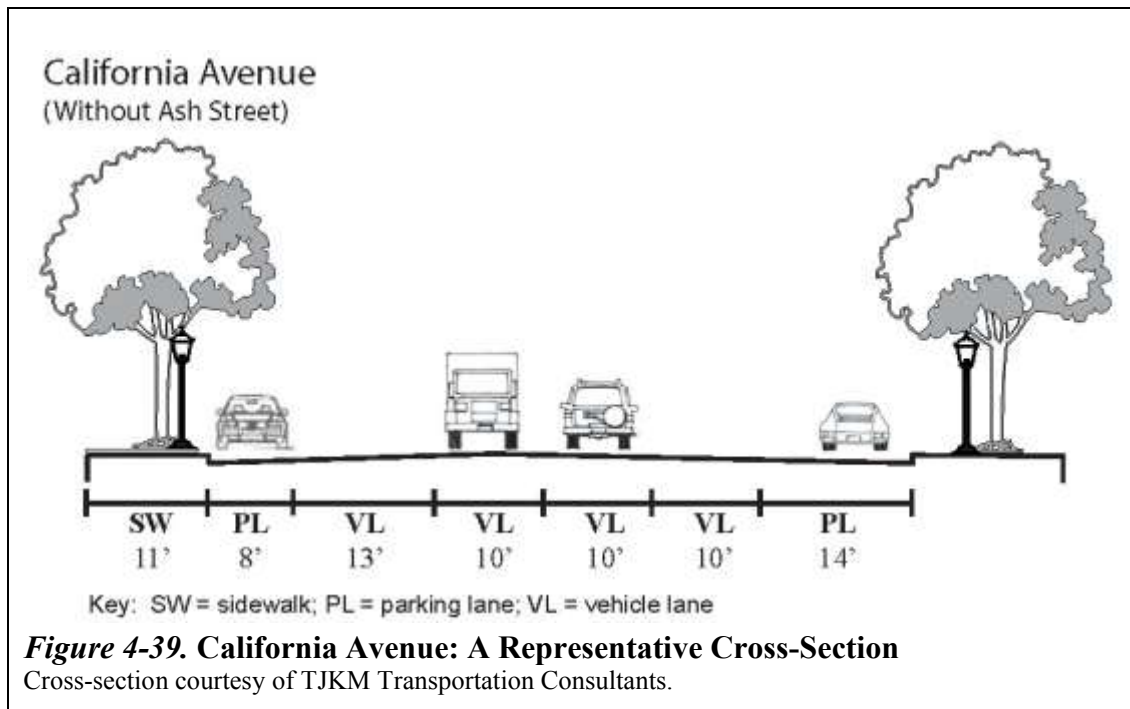 California Avenue
(Without Ash Street)
SW PL VL VL VL VL PL
11’ 8’ 13’ 10’ 10’ 10’ 14’
Key: SW = sidewalk; PL = parking lane; VL = vehicle lane
Figure 4-39. California Avenue: A Representative Cross-Section
Cross-section courtesy of TJKM Transportation Consultants.